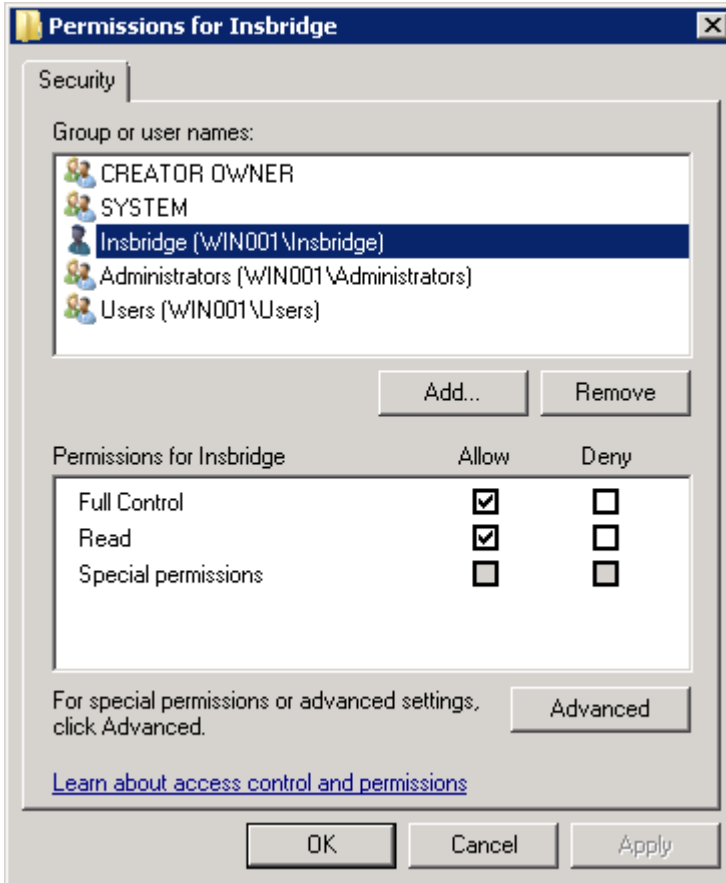 Permissions for Insbridge
Security
Group or user names:
CREATOR OWNER
SYSTEM
Insbridge (WIN001\Insbridge)
Administrators (WIN001\Administrators)
Users (WIN001\Users)
Add... Remove
Permissions for Insbridge Allow Deny
Full Control
Read
Special permissions
For special permissions or advanced settings,
click Advanced.
Advanced
Learn about access control and permissions
OK Cancel Apply